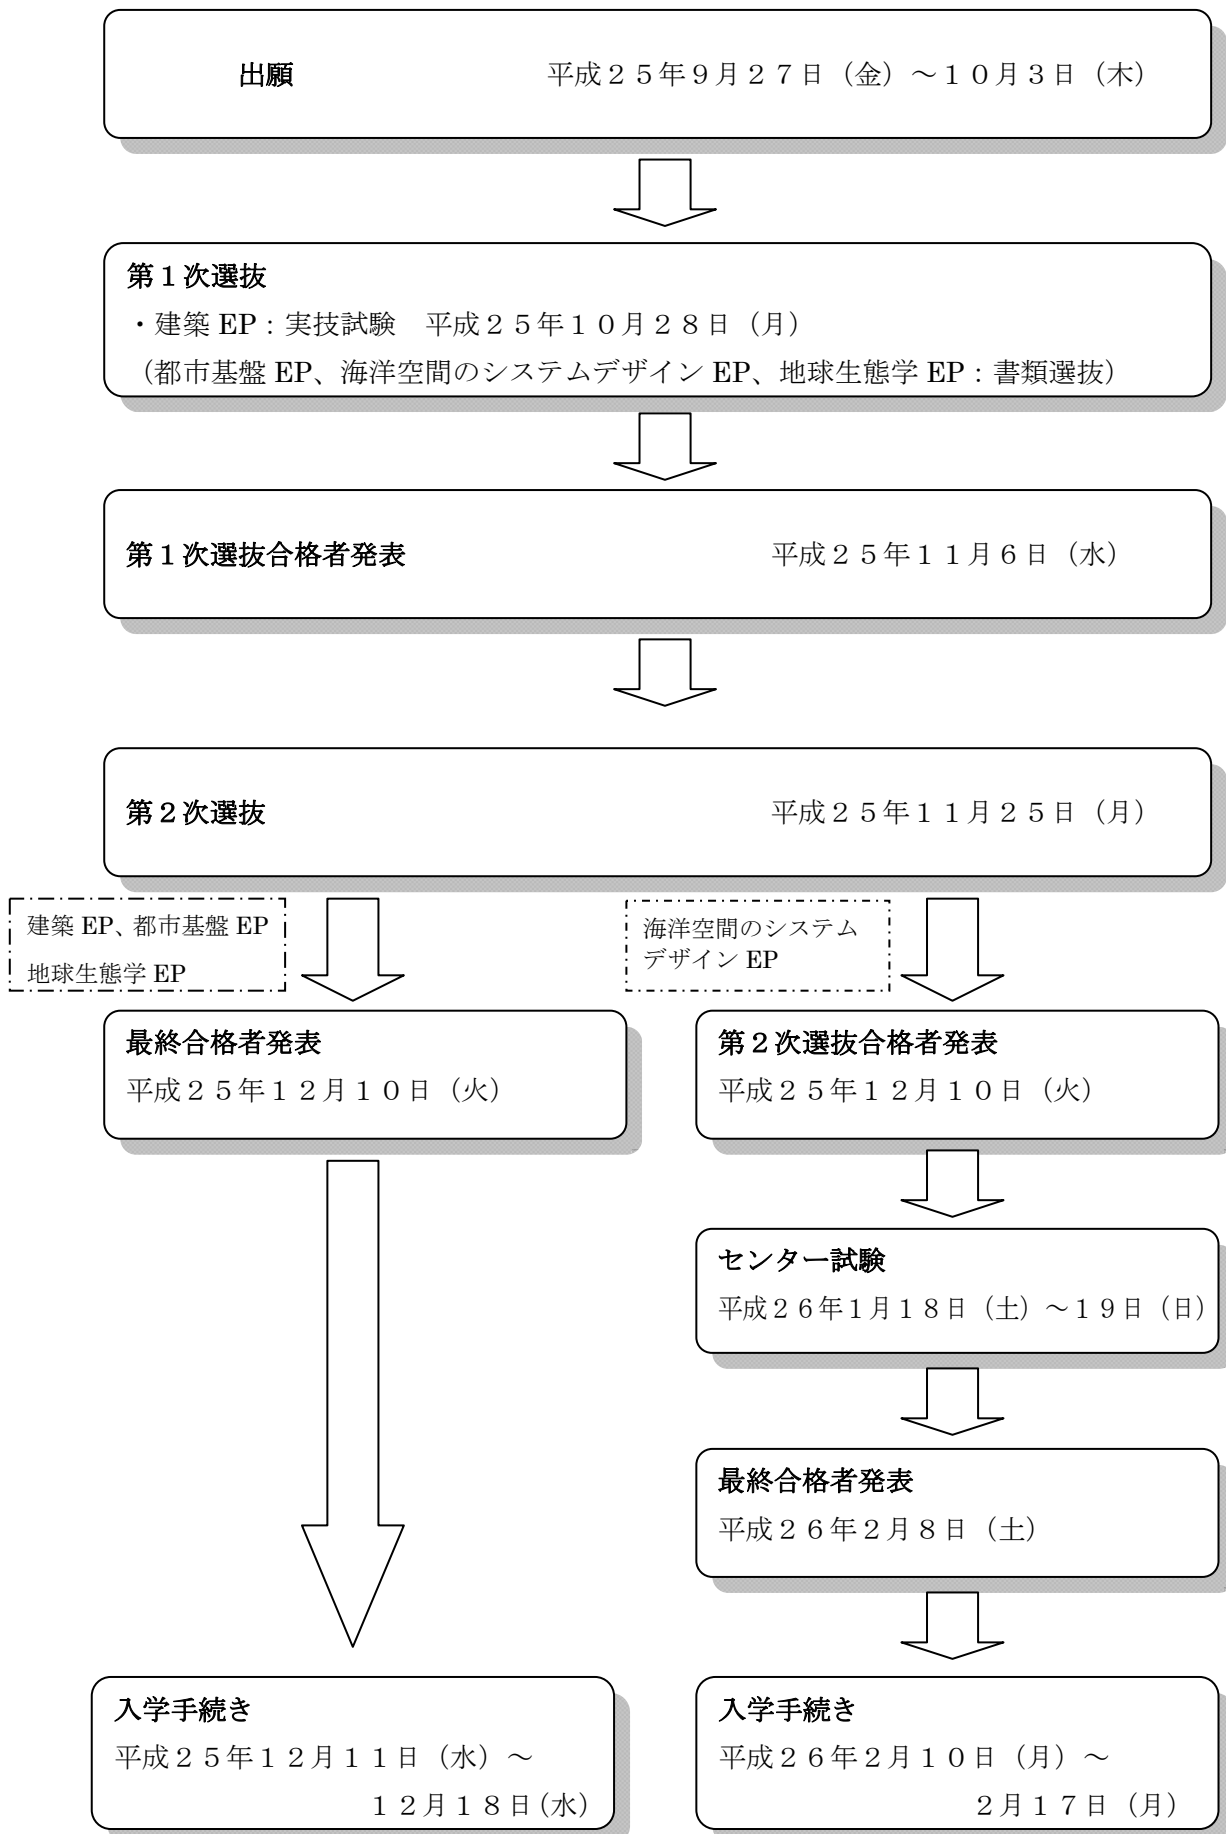 出願　平成２５年９月２７日（金）～１０月３日（木）
第１次選抜
・建築 EP：実技試験　平成２５年１０月２８日（月）
（都市基盤 EP、海洋空間のシステムデザイン EP、地球生態学 EP：書類選抜）
第１次選抜合格者発表　平成２５年１１月６日（水）
第２次選抜　平成２５年１１月２５日（月）
建築 EP、都市基盤 EP
地球生態学 EP
海洋空間のシステム
デザイン EP
最終合格者発表
平成２５年１２月１０日（火）
第２次選抜合格者発表
平成２５年１２月１０日（火）
センター試験
平成２６年１月１８日（土）～１９日（日）
最終合格者発表
平成２６年２月８日（土）
入学手続き
平成２５年１２月１１日（水）～
１２月１８日（水）
入学手続き
平成２６年２月１０日（月）～
２月１７日（月）